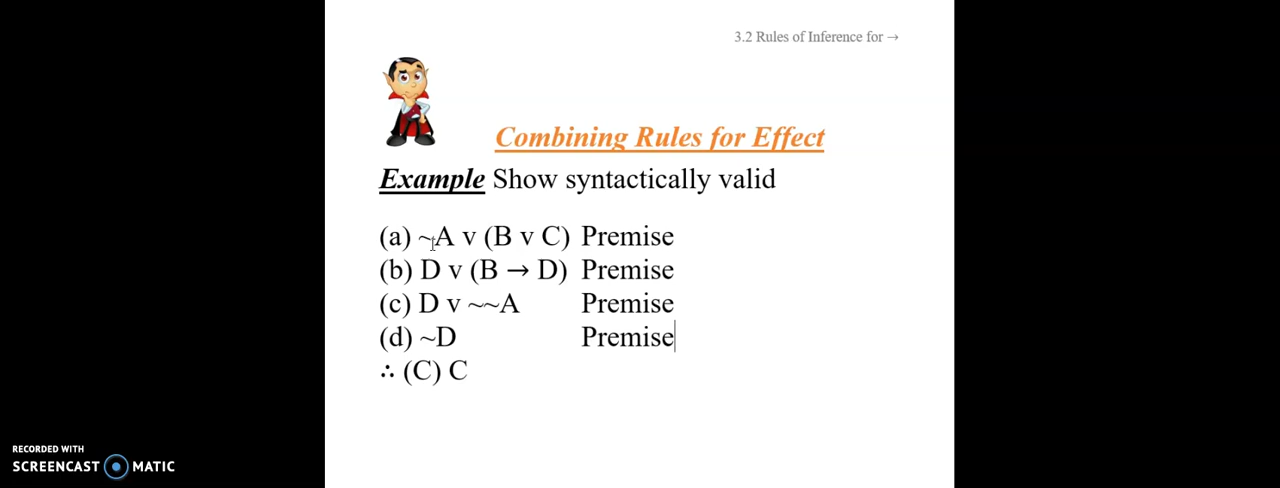 3.2 Rules of Inference for →
Combining Rules for Effect
Example Show syntactically valid
(a) ~A v (B v C) Premise
(b) D v (B → D) Premise
(c) D v ~~A Premise
(d) ~D Premise
∴ (C) C
RECORDED WITH
SCREENCAST MATIC